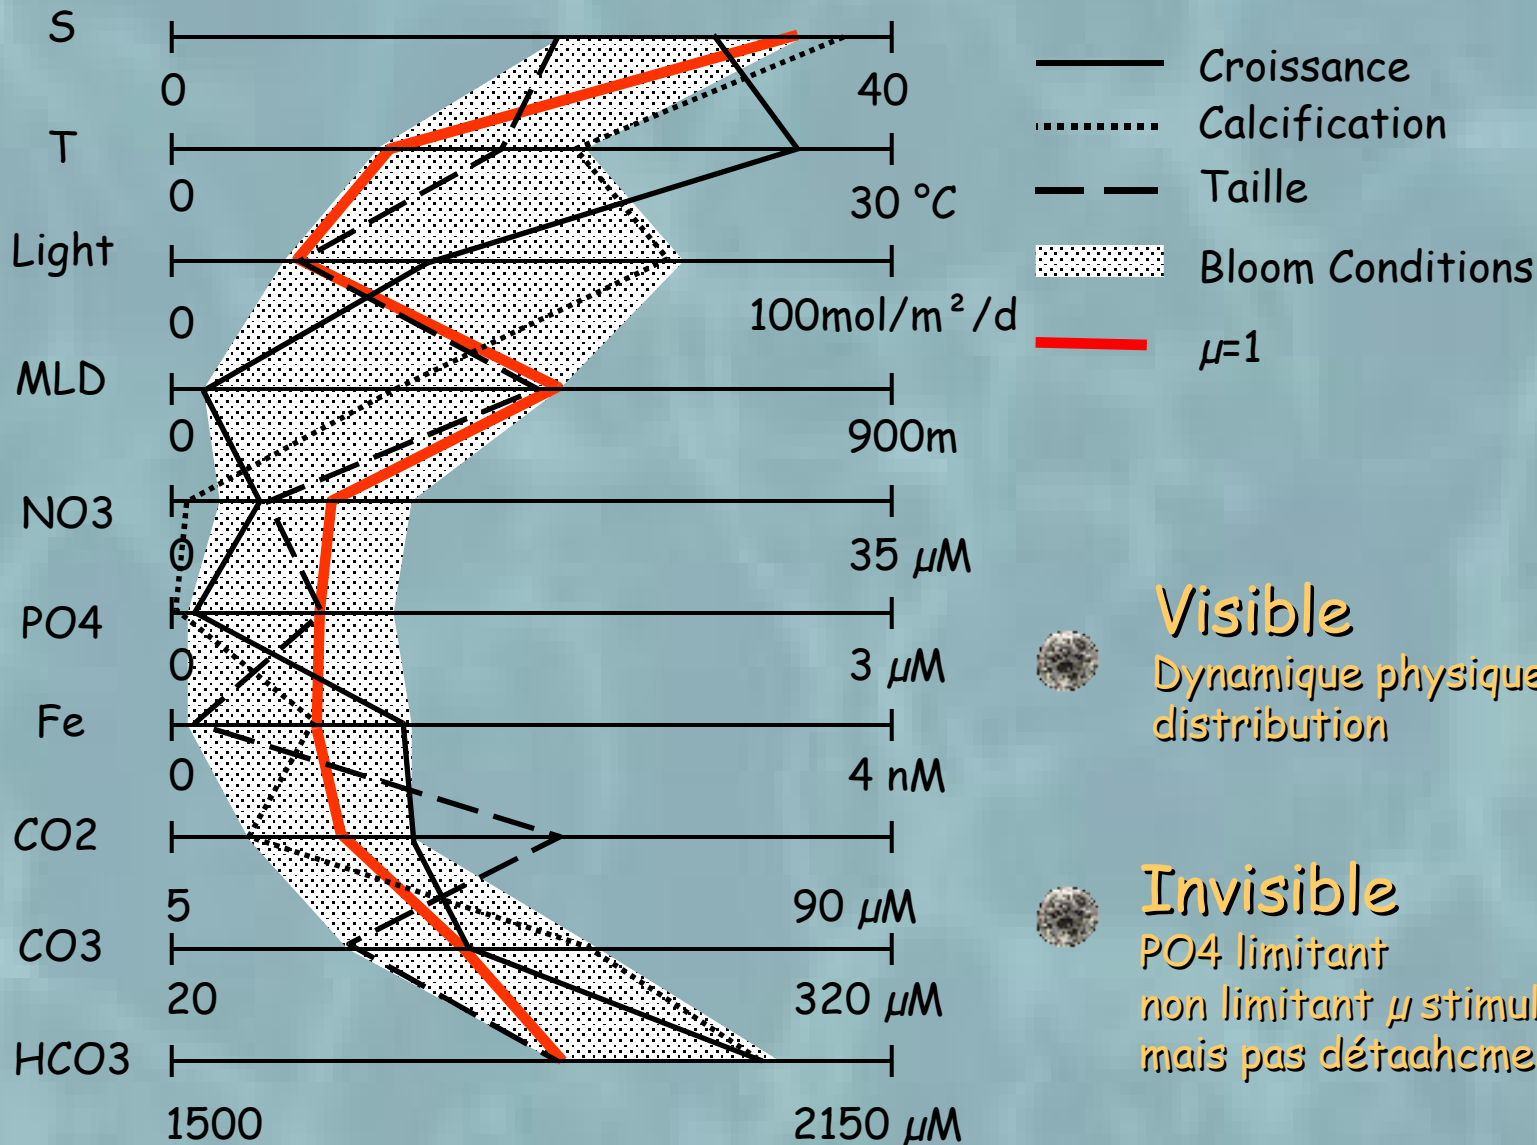 S
0 40
T
0 30 °C
Light
0 100mol/m²/d
MLD
0 900m
NO3
0 35 µM
PO4
0 3 µM
Fe
0 4 nM
CO2
5 90 µM
CO3
20 320 µM
HCO3
1500 2150 µM
Croissance
Calcification
Taille
Bloom Conditions
µ=1
Visible
Dynamique physique
distribution
Invisible
PO4 limitant
non limitant µ stimul
mais pas détaahcme